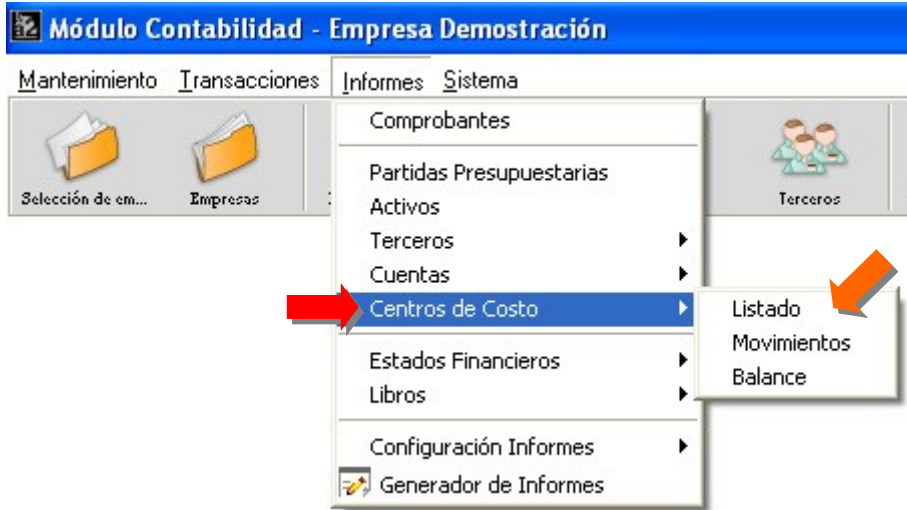 Módulo Contabilidad - Empresa Demostración
Mantenimiento Transacciones Informes Sistema
Selección de em... Empresas Terceros
Comprobantes
Partidas Presupuestarias
Activos
Terceros
Cuentas
Centros de Costo
Listado
Movimientos
Balance
Estados Financieros
Libros
Configuración Informes
Generador de Informes